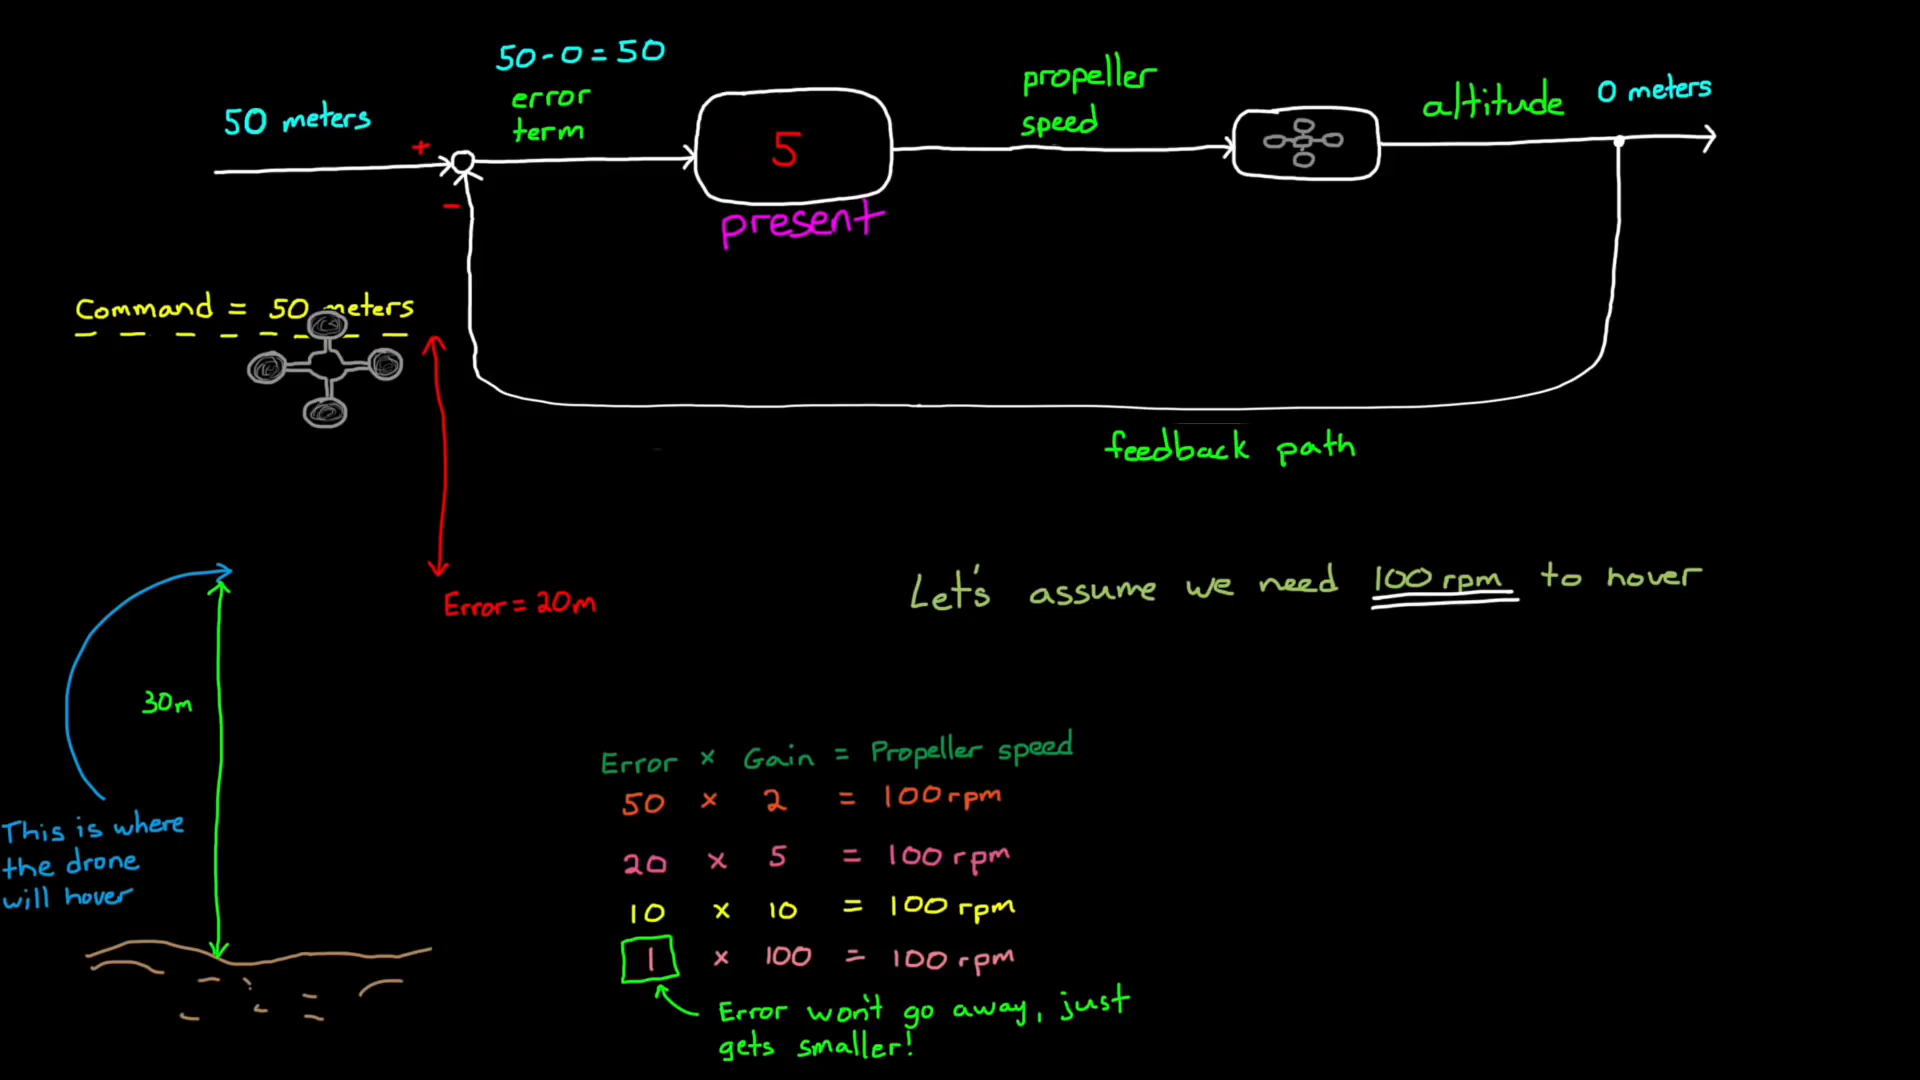 50 - 0 = 50
error
term
50 meters
+
-
5
present
propeller
speed
altitude
0 meters
Command = 50 meters
feedback path
Error = 20m
Let's assume we need 100 rpm to hover
30m
This is where
the drone
will hover
Error x Gain = Propeller speed
50 x 2 = 100 rpm
20 x 5 = 100 rpm
10 x 10 = 100 rpm
1 x 100 = 100 rpm
Error won't go away, just
gets smaller!